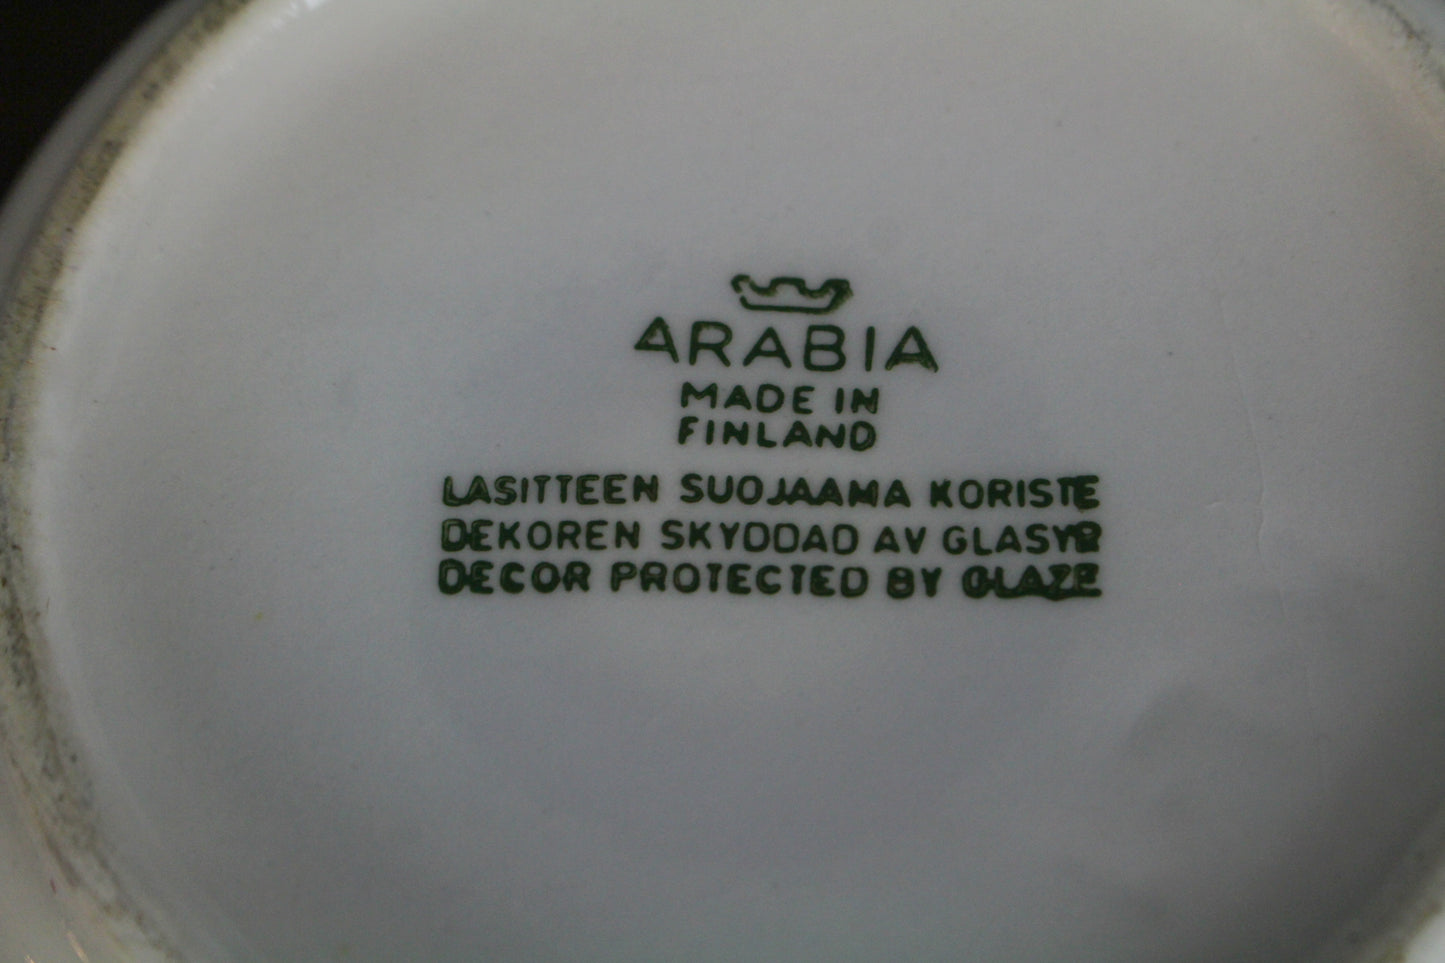 ARABIA
MADE IN
FINLAND
LASITTEEN SUOJAAMA KORISTE
DEKOREN SKYDDAD AV GLASYR
DECOR PROTECTED BY GLAZE